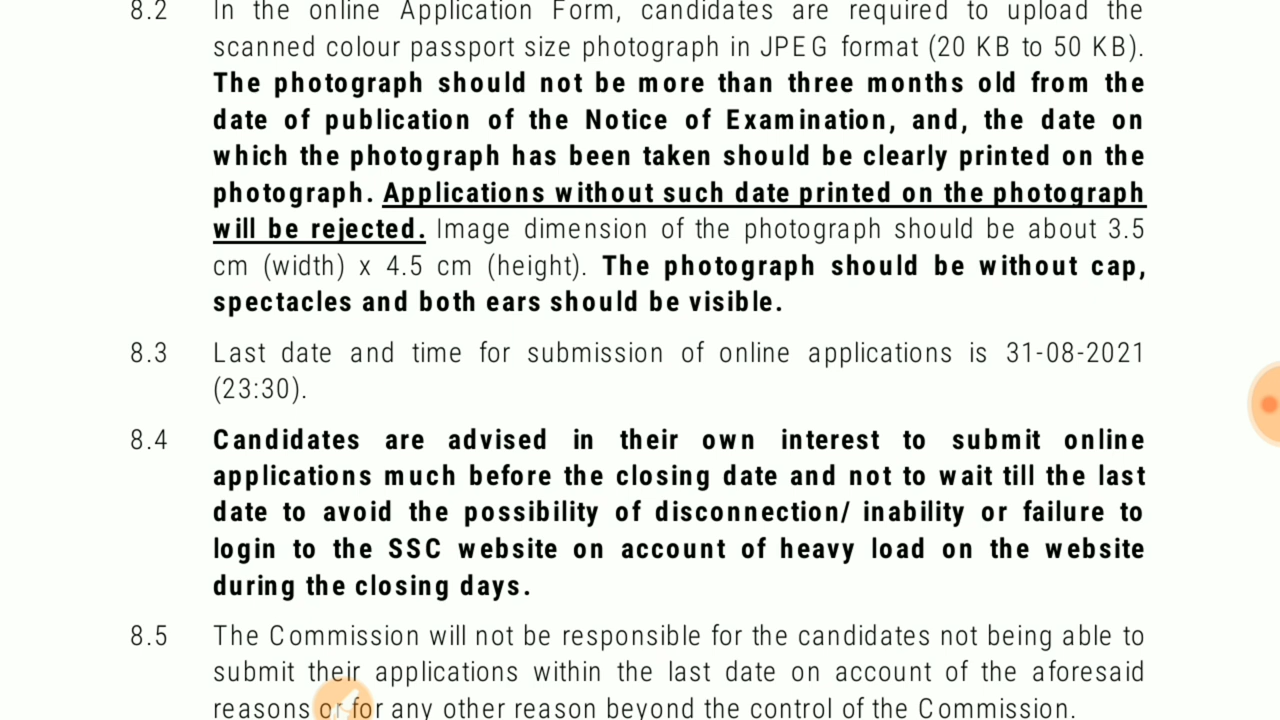 8.2 In the online Application Form, candidates are required to upload the
scanned colour passport size photograph in JPEG format (20 KB to 50 KB).
The photograph should not be more than three months old from the
date of publication of the Notice of Examination, and, the date on
which the photograph has been taken should be clearly printed on the
photograph. Applications without such date printed on the photograph
will be rejected. Image dimension of the photograph should be about 3.5
cm (width) x 4.5 cm (height). The photograph should be without cap,
spectacles and both ears should be visible.
8.3 Last date and time for submission of online applications is 31-08-2021
(23:30).
8.4 Candidates are advised in their own interest to submit online
applications much before the closing date and not to wait till the last
date to avoid the possibility of disconnection/ inability or failure to
login to the SSC website on account of heavy load on the website
during the closing days.
8.5 The Commission will not be responsible for the candidates not being able to
submit their applications within the last date on account of the aforesaid
reasons or for any other reason beyond the control of the Commission.